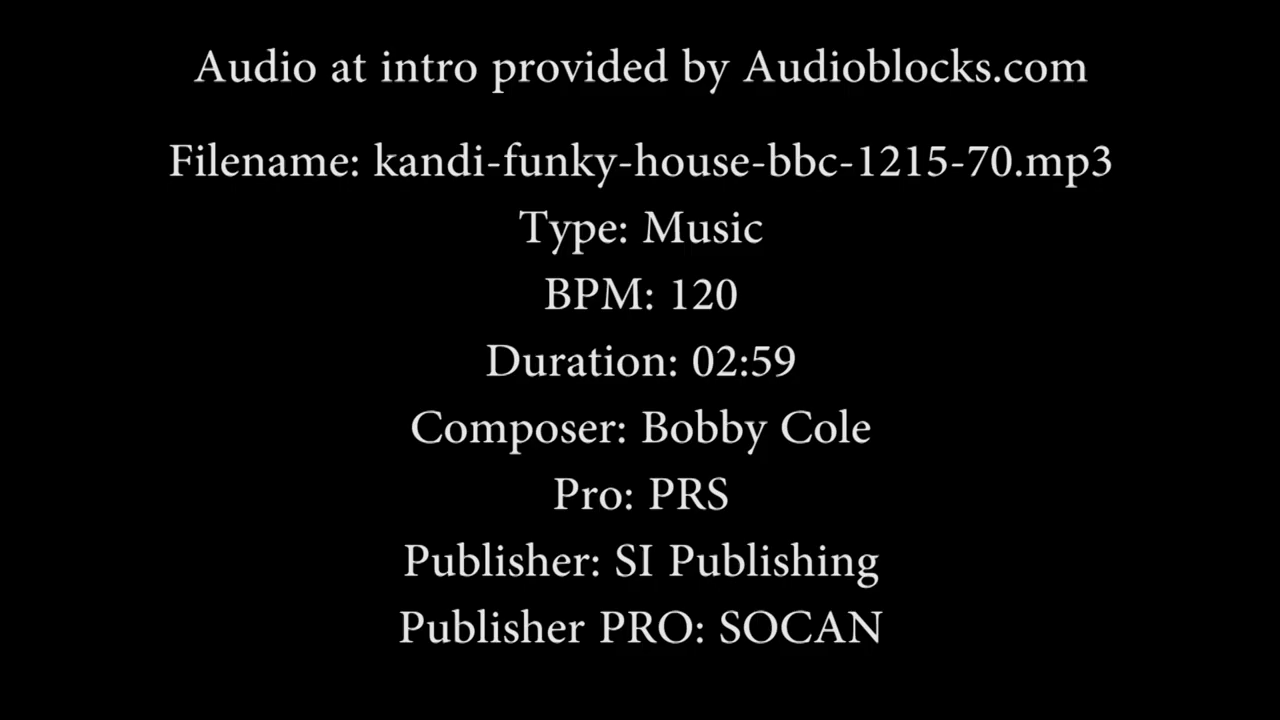 Audio at intro provided by Audioblocks.com
Filename: kandi-funky-house-bbc-1215-70.mp3
Type: Music
BPM: 120
Duration: 02:59
Composer: Bobby Cole
Pro: PRS
Publisher: SI Publishing
Publisher PRO: SOCAN